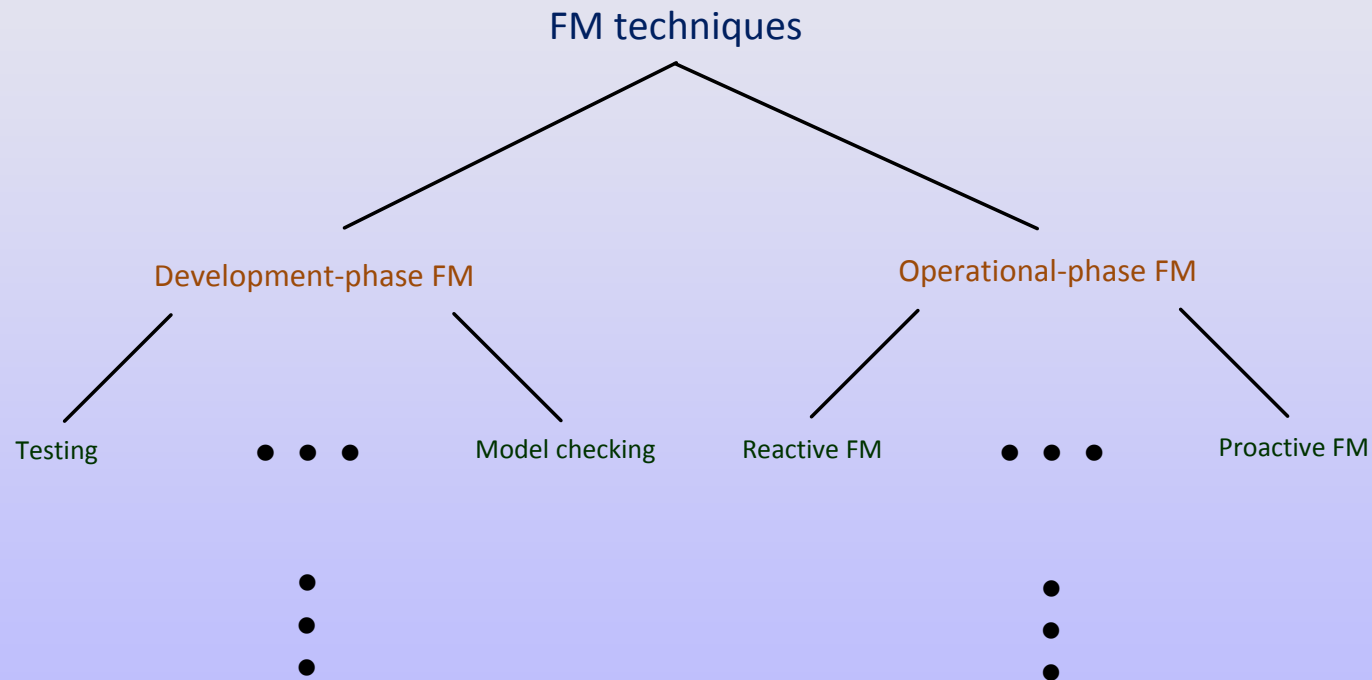 FM techniques
Development-phase FM
Operational-phase FM
Testing
Model checking
Reactive FM
Proactive FM